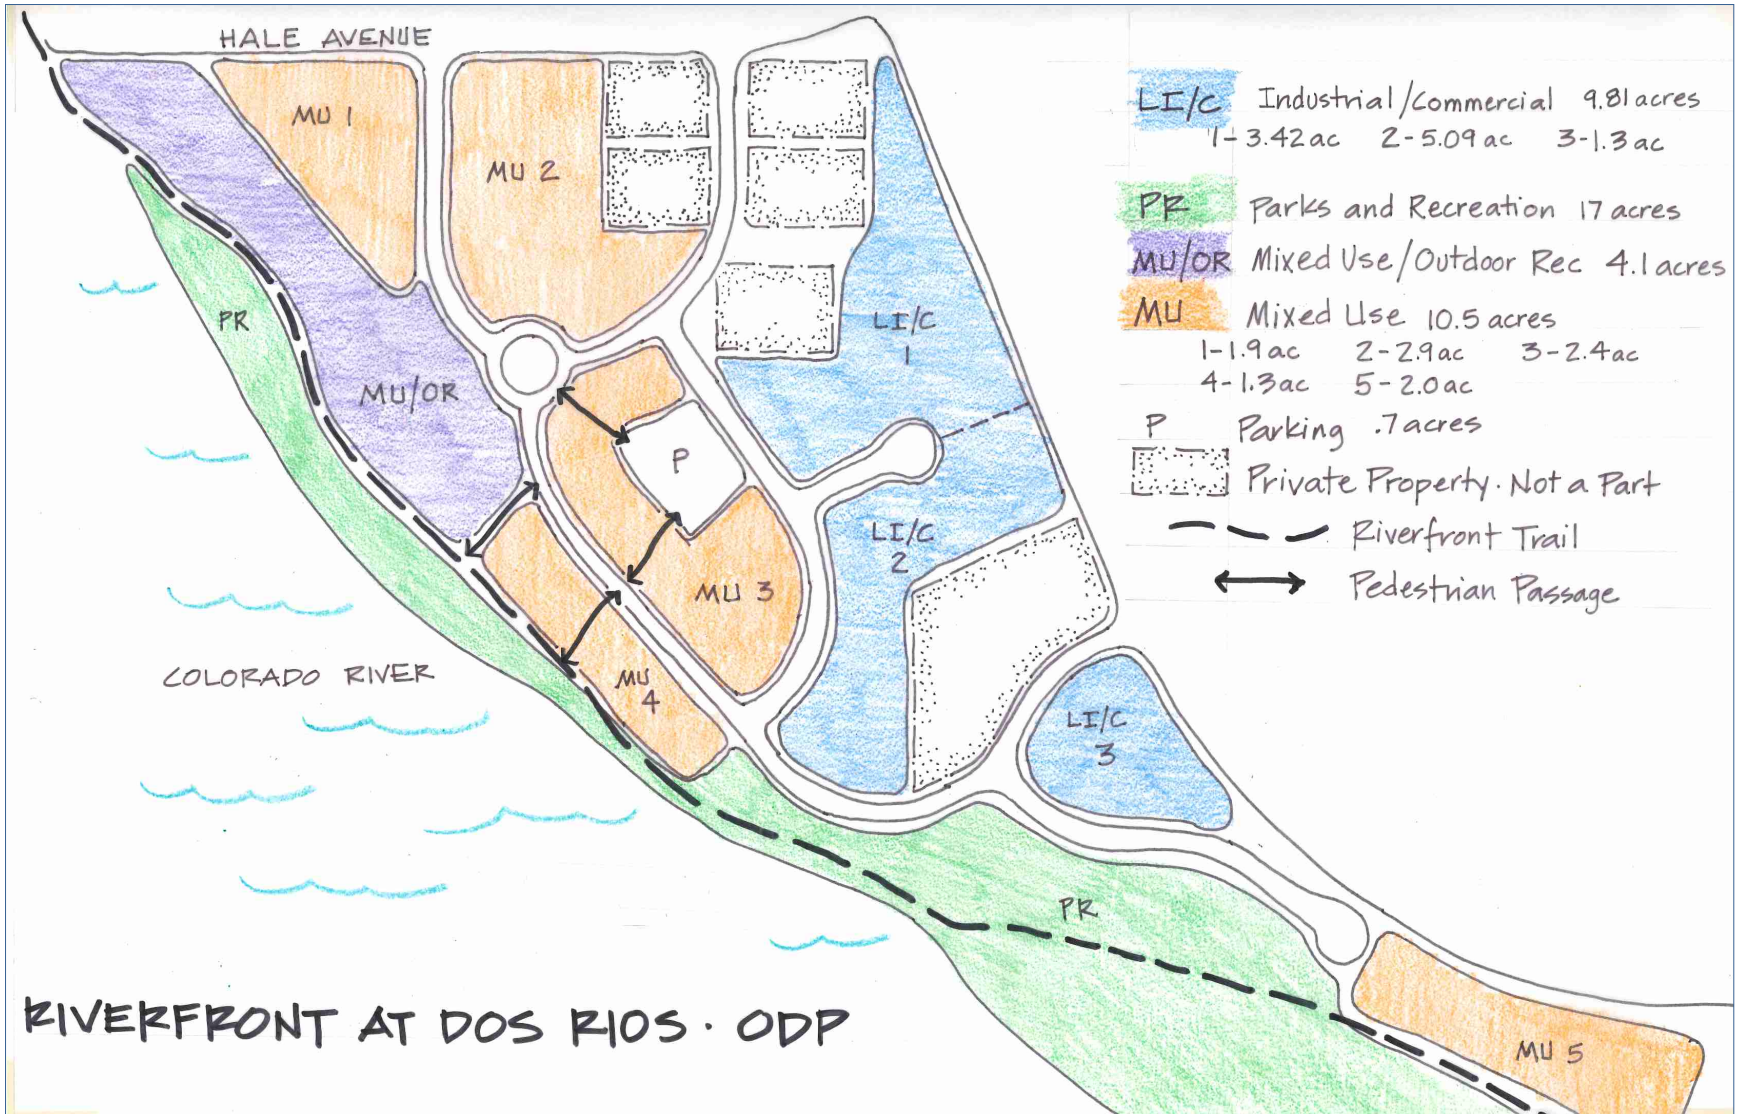 HALE AVENUE
MU 1
MU 2
PR
MU/OR
P
MU 3
MU
4
LI/C
1
LI/C
2
LI/C
3
COLORADO RIVER
PR
MU 5
RIVERFRONT AT DOS RIOS · ODP
LI/C Industrial/Commercial 9.81 acres
1-3.42 ac 2-5.09 ac 3-1.3 ac
PR Parks and Recreation 17 acres
MU/OR Mixed Use/Outdoor Rec 4.1 acres
MU Mixed Use 10.5 acres
1-1.9 ac 2-2.9 ac 3-2.4 ac
4-1.3 ac 5-2.0 ac
P Parking .7 acres
Private Property · Not a Part
Riverfront Trail
Pedestrian Passage